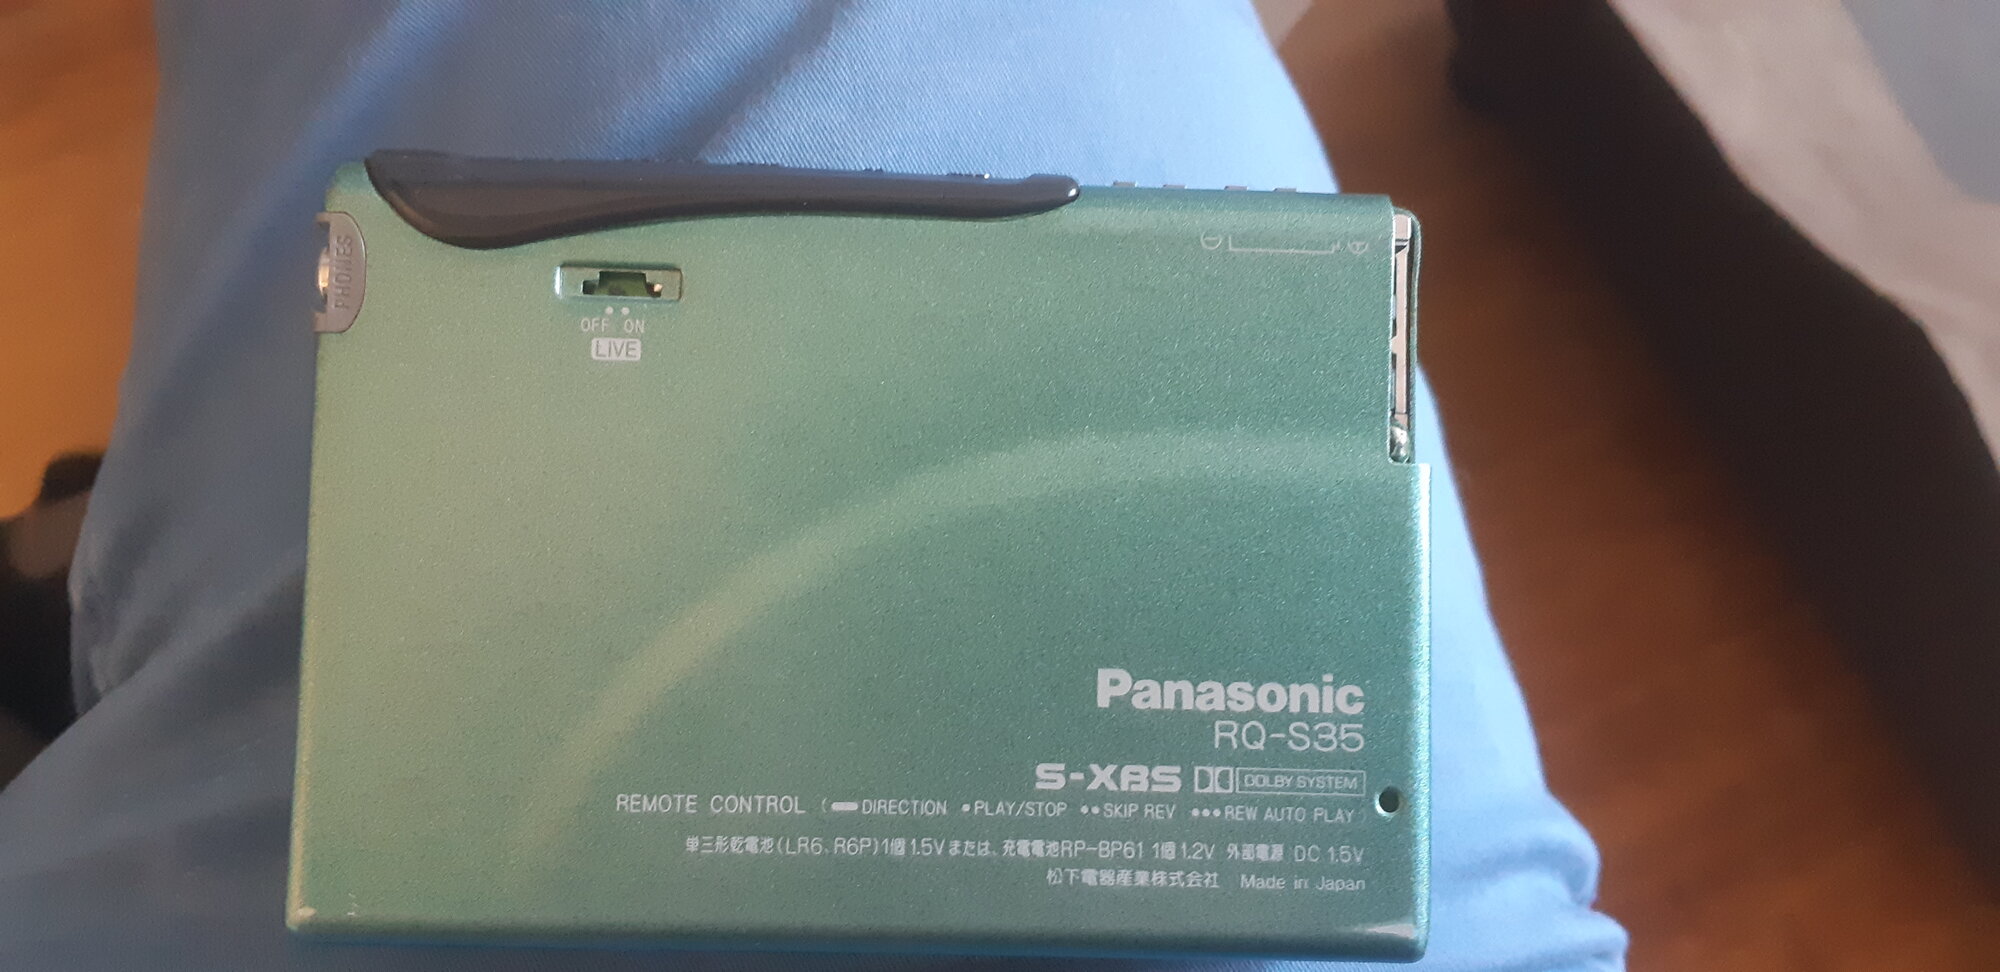 PHONES
⊖ ⊕
OFF ON
LIVE
Panasonic
RQ-S35
S-XBS DOLBY SYSTEM
REMOTE CONTROL (▬DIRECTION •PLAY/STOP ••SKIP REV •••REW AUTO PLAY)
単三形乾電池(LR6、R6P)1個1.5Vまたは、充電電池RP-BP61 1個1.2V 外部電源 DC 1.5V
松下電器産業株式会社 Made in Japan